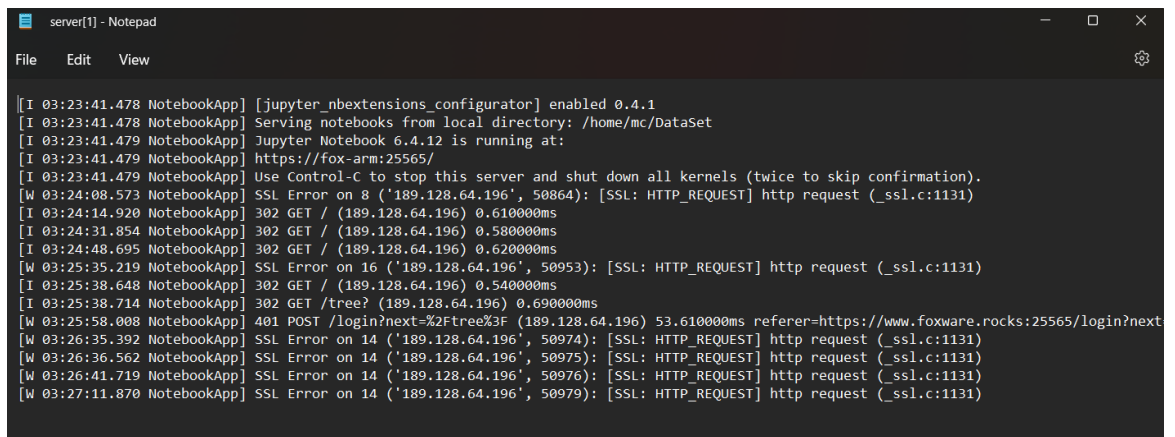 server[1] - Notepad
File Edit View
[I 03:23:41.478 NotebookApp] [jupyter_nbextensions_configurator] enabled 0.4.1
[I 03:23:41.478 NotebookApp] Serving notebooks from local directory: /home/mc/DataSet
[I 03:23:41.479 NotebookApp] Jupyter Notebook 6.4.12 is running at:
[I 03:23:41.479 NotebookApp] https://fox-arm:25565/
[I 03:23:41.479 NotebookApp] Use Control-C to stop this server and shut down all kernels (twice to skip confirmation).
[W 03:24:08.573 NotebookApp] SSL Error on 8 ('189.128.64.196', 50864): [SSL: HTTP_REQUEST] http request (_ssl.c:1131)
[I 03:24:14.920 NotebookApp] 302 GET / (189.128.64.196) 0.610000ms
[I 03:24:31.854 NotebookApp] 302 GET / (189.128.64.196) 0.580000ms
[I 03:24:48.695 NotebookApp] 302 GET / (189.128.64.196) 0.620000ms
[W 03:25:35.219 NotebookApp] SSL Error on 16 ('189.128.64.196', 50953): [SSL: HTTP_REQUEST] http request (_ssl.c:1131)
[I 03:25:38.648 NotebookApp] 302 GET / (189.128.64.196) 0.540000ms
[I 03:25:38.714 NotebookApp] 302 GET /tree? (189.128.64.196) 0.690000ms
[W 03:25:58.008 NotebookApp] 401 POST /login?next=%2Ftree%3F (189.128.64.196) 53.610000ms referer=https://www.foxware.rocks:25565/login?next=
[W 03:26:35.392 NotebookApp] SSL Error on 14 ('189.128.64.196', 50974): [SSL: HTTP_REQUEST] http request (_ssl.c:1131)
[W 03:26:36.562 NotebookApp] SSL Error on 14 ('189.128.64.196', 50975): [SSL: HTTP_REQUEST] http request (_ssl.c:1131)
[W 03:26:41.719 NotebookApp] SSL Error on 14 ('189.128.64.196', 50976): [SSL: HTTP_REQUEST] http request (_ssl.c:1131)
[W 03:27:11.870 NotebookApp] SSL Error on 14 ('189.128.64.196', 50979): [SSL: HTTP_REQUEST] http request (_ssl.c:1131)